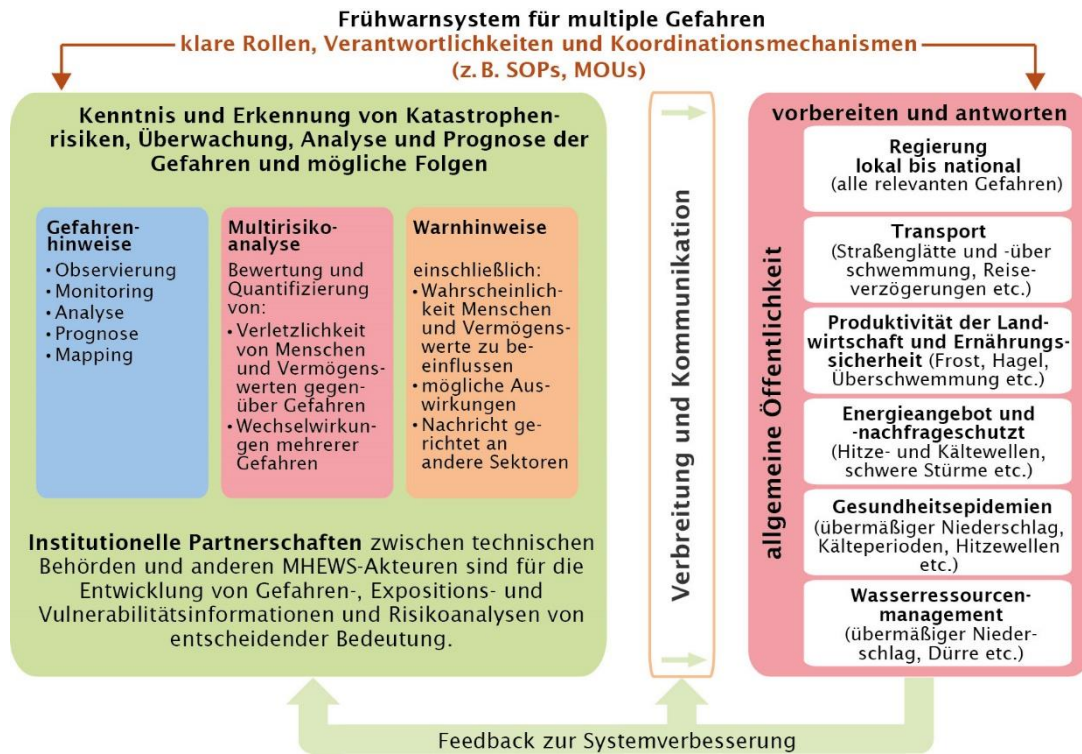 Frühwarnsystem für multiple Gefahren
klare Rollen, Verantwortlichkeiten und Koordinationsmechanismen
(z. B. SOPs, MOUs)
Kenntnis und Erkennung von Katastrophen-
risiken, Überwachung, Analyse und Prognose der
Gefahren und mögliche Folgen
Gefahren-
hinweise
• Observierung
• Monitoring
• Analyse
• Prognose
• Mapping
Multirisiko-
analyse
Bewertung und
Quantifizierung
von:
• Verletzlichkeit
von Menschen
und Vermögens-
werten gegen-
über Gefahren
• Wechselwirkun-
gen mehrerer
Gefahren
Warnhinweise
einschließlich:
• Wahrscheinlich-
keit Menschen
und Vermögens-
werte zu be-
einflussen
• mögliche Aus-
wirkungen
• Nachricht ge-
richtet an
andere Sektoren
Institutionelle Partnerschaften zwischen technischen
Behörden und anderen MHEWS-Akteuren sind für die
Entwicklung von Gefahren-, Expositions- und
Vulnerabilitätsinformationen und Risikoanalysen von
entscheidender Bedeutung.
Verbreitung und Kommunikation
vorbereiten und antworten
allgemeine Öffentlichkeit
Regierung
lokal bis national
(alle relevanten Gefahren)
Transport
(Straßenglätte und -über
schwemmung, Reise-
verzögerungen etc.)
Produktivität der Land-
wirtschaft und Ernährungs-
sicherheit (Frost, Hagel,
Überschwemmung etc.)
Energieangebot und
-nachfrageschutzt
(Hitze- und Kältewellen,
schwere Stürme etc.)
Gesundheitsepidemien
(übermäßiger Niederschlag,
Kälteperioden, Hitzewellen
etc.)
Wasserressourcen-
management
(übermäßiger Nieder-
schlag, Dürre etc.)
Feedback zur Systemverbesserung